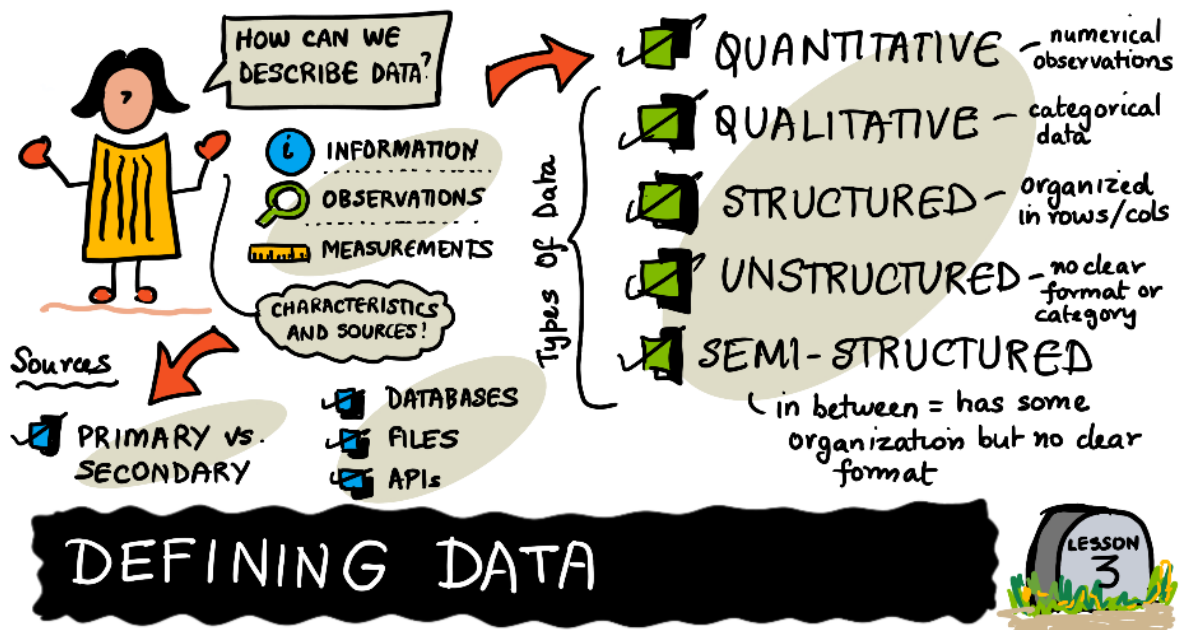 HOW CAN WE
DESCRIBE DATA?
i INFORMATION
OBSERVATIONS
MEASUREMENTS
CHARACTERISTICS
AND SOURCES!
Sources
PRIMARY vs.
SECONDARY
DATABASES
FILES
APIs
Types Of Data
QUANTITATIVE - numerical
observations
QUALITATIVE - categorical
data
STRUCTURED - organized
in rows/cols
UNSTRUCTURED - no clear
format or
category
SEMI-STRUCTURED
in between = has some
organization but no clear
format
DEFINING DATA
LESSON
3